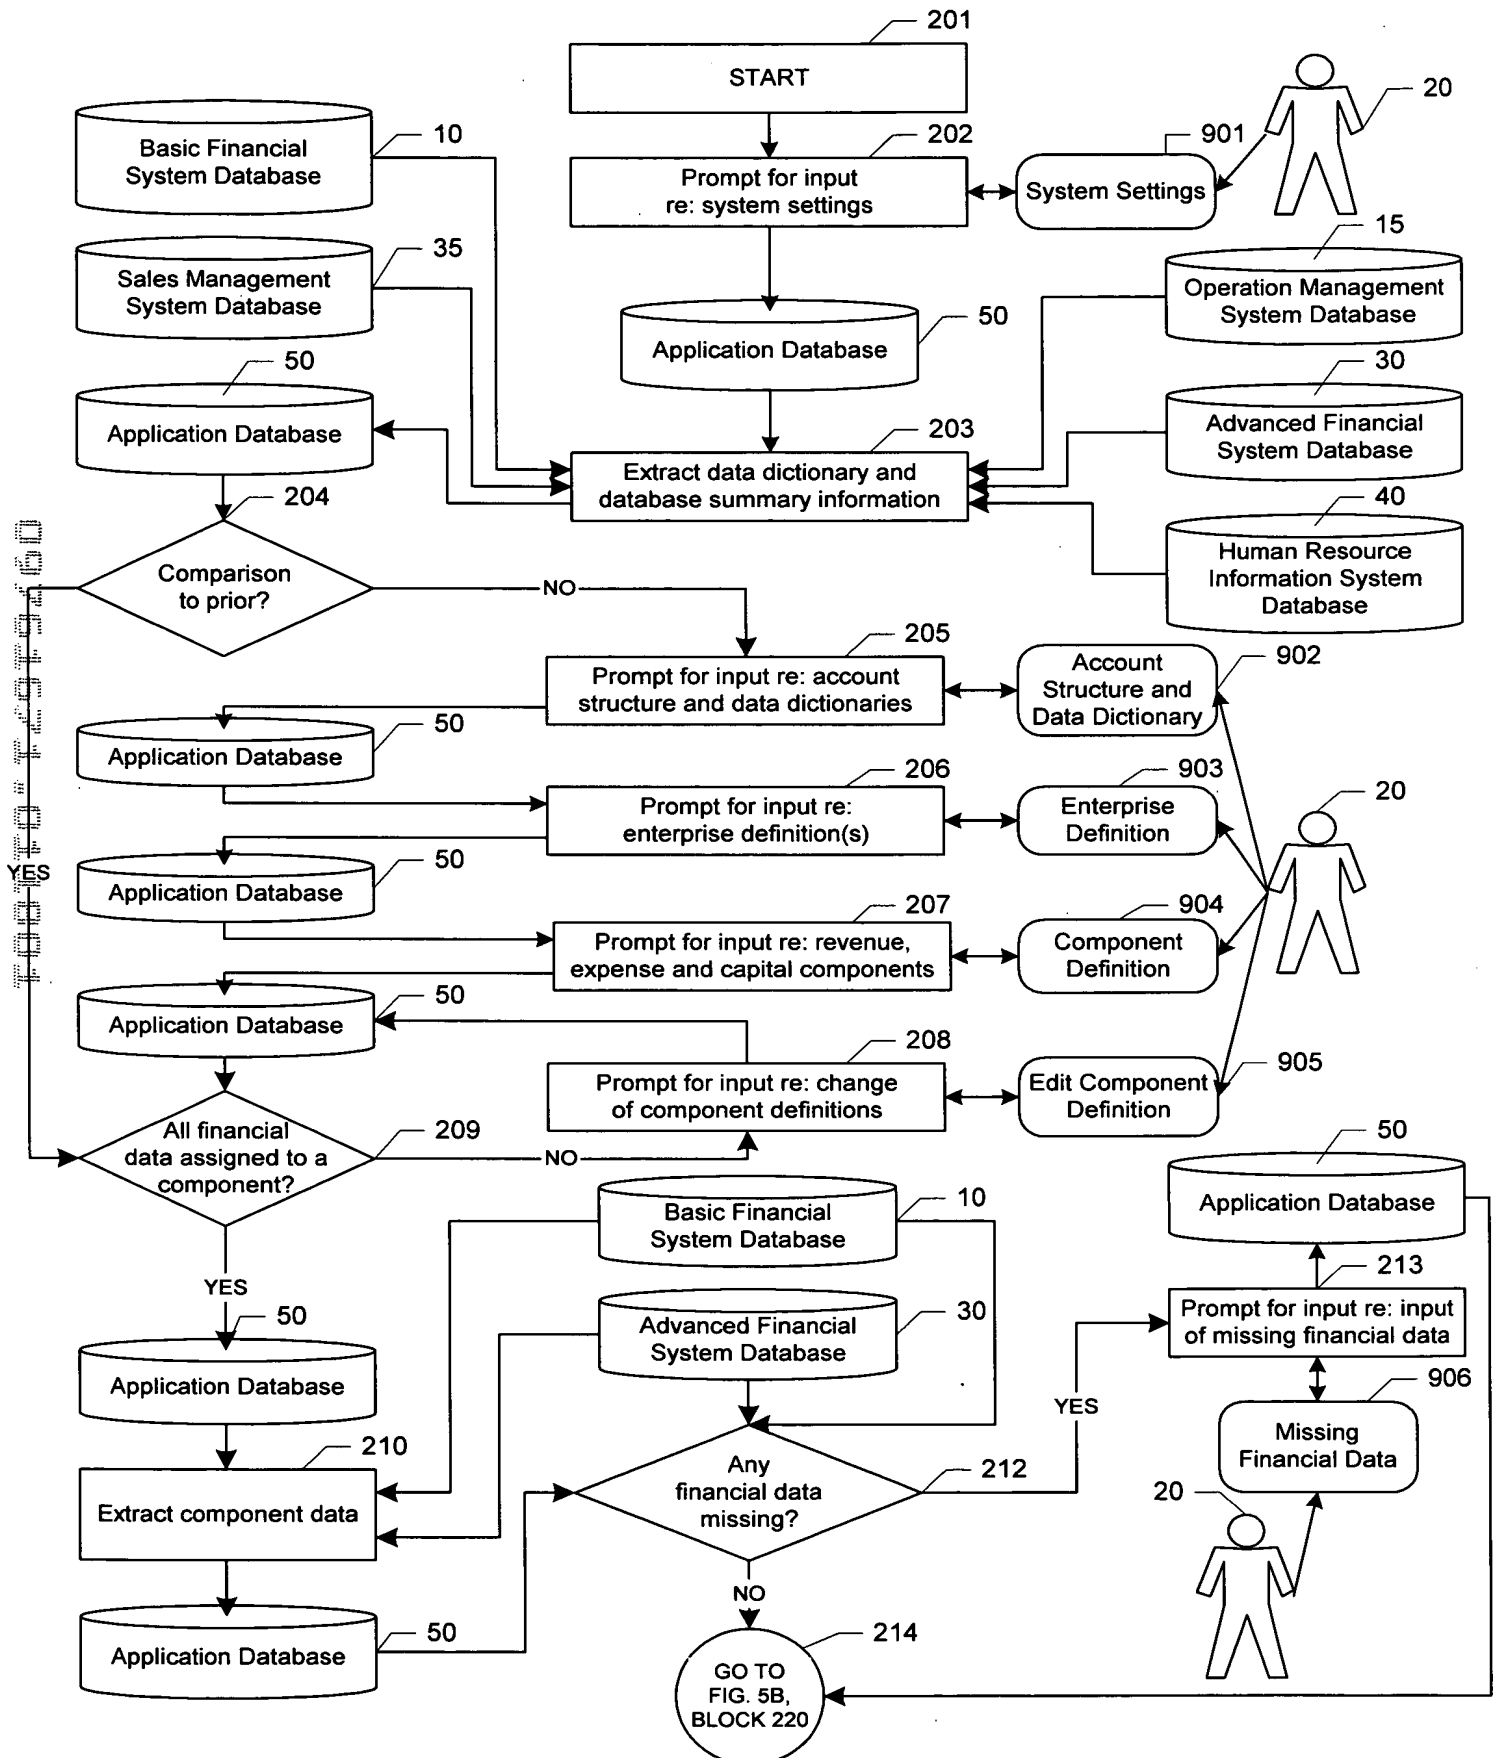 201
START
20
Basic Financial
System Database
10
202
Prompt for input
re: system settings
901
System Settings
Sales Management
System Database
35
15
Operation Management
System Database
50
Application Database
50
Application Database
30
Advanced Financial
System Database
203
Extract data dictionary and
database summary information
204
40
Human Resource
Information System
Database
Comparison
to prior?
NO
205
Prompt for input re: account
structure and data dictionaries
Account
Structure and
Data Dictionary
902
50
Application Database
206
Prompt for input re:
enterprise definition(s)
903
Enterprise
Definition
20
YES
50
Application Database
207
Prompt for input re: revenue,
expense and capital components
904
Component
Definition
50
Application Database
208
Prompt for input re: change
of component definitions
Edit Component
Definition
905
All financial
data assigned to a
component?
209
NO
50
Application Database
Basic Financial
System Database
10
YES
213
Prompt for input re: input
of missing financial data
50
Application Database
Advanced Financial
System Database
30
906
Missing
Financial Data
YES
210
Extract component data
Any
financial data
missing?
212
20
NO
50
Application Database
214
GO TO
FIG. 5B,
BLOCK 220